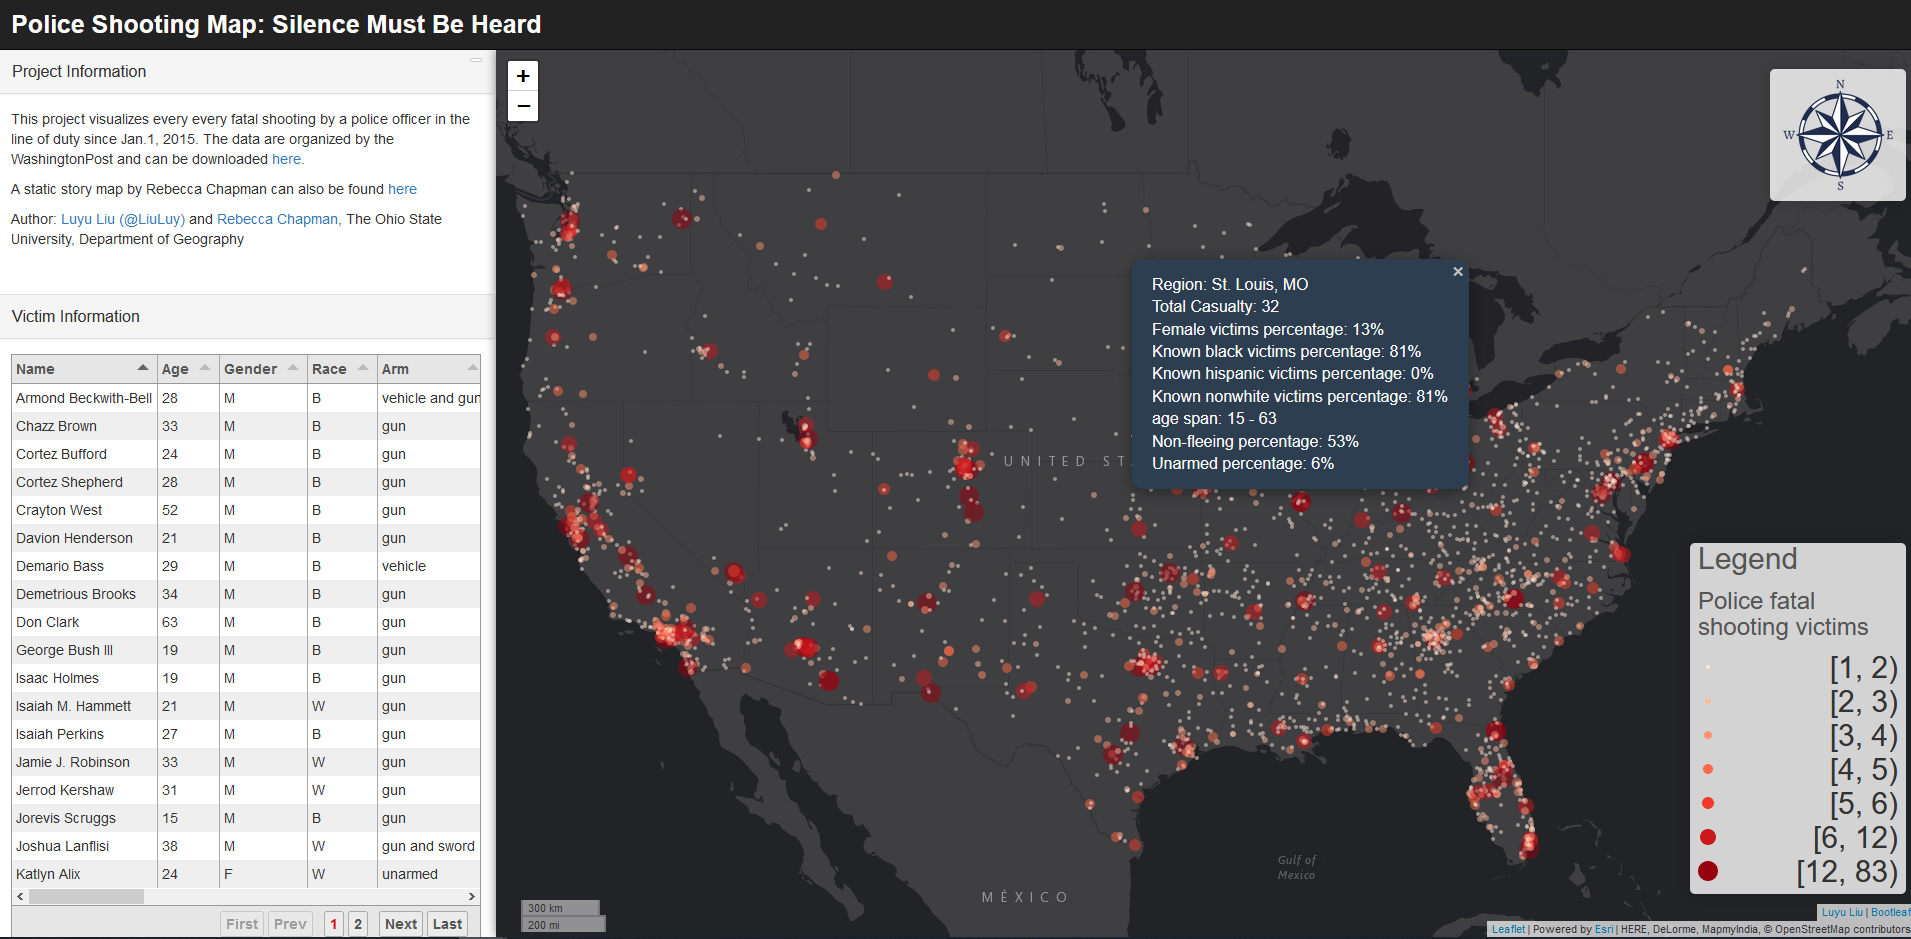 Police Shooting Map: Silence Must Be Heard
Project Information
This project visualizes every every fatal shooting by a police officer in the
line of duty since Jan.1, 2015. The data are organized by the
WashingtonPost and can be downloaded here.
A static story map by Rebecca Chapman can also be found here
Author: Luyu Liu (@LiuLuy) and Rebecca Chapman, The Ohio State
University, Department of Geography
Victim Information
Name Age Gender Race Arm
Armond Beckwith-Bell 28 M B vehicle and gun
Chazz Brown 33 M B gun
Cortez Bufford 24 M B gun
Cortez Shepherd 28 M B gun
Crayton West 52 M B gun
Davion Henderson 21 M B gun
Demario Bass 29 M B vehicle
Demetrious Brooks 34 M B gun
Don Clark 63 M B gun
George Bush III 19 M B gun
Isaac Holmes 19 M B gun
Isaiah M. Hammett 21 M W gun
Isaiah Perkins 27 M B gun
Jamie J. Robinson 33 M W gun
Jerrod Kershaw 31 M W gun
Jorevis Scruggs 15 M B gun
Joshua Lanflisi 38 M W gun and sword
Katlyn Alix 24 F W unarmed
First Prev 1 2 Next Last
+
−
N
W E
S
Region: St. Louis, MO
Total Casualty: 32
Female victims percentage: 13%
Known black victims percentage: 81%
Known hispanic victims percentage: 0%
Known nonwhite victims percentage: 81%
age span: 15 - 63
Non-fleeing percentage: 53%
Unarmed percentage: 6%
×
UNITED ST
Gulf of
Mexico
MÉXICO
300 km
200 mi
Legend
Police fatal
shooting victims
[1, 2)
[2, 3)
[3, 4)
[4, 5)
[5, 6)
[6, 12)
[12, 83)
Luyu Liu | Bootleaf
Leaflet | Powered by Esri | HERE, DeLorme, MapmyIndia, © OpenStreetMap contributors